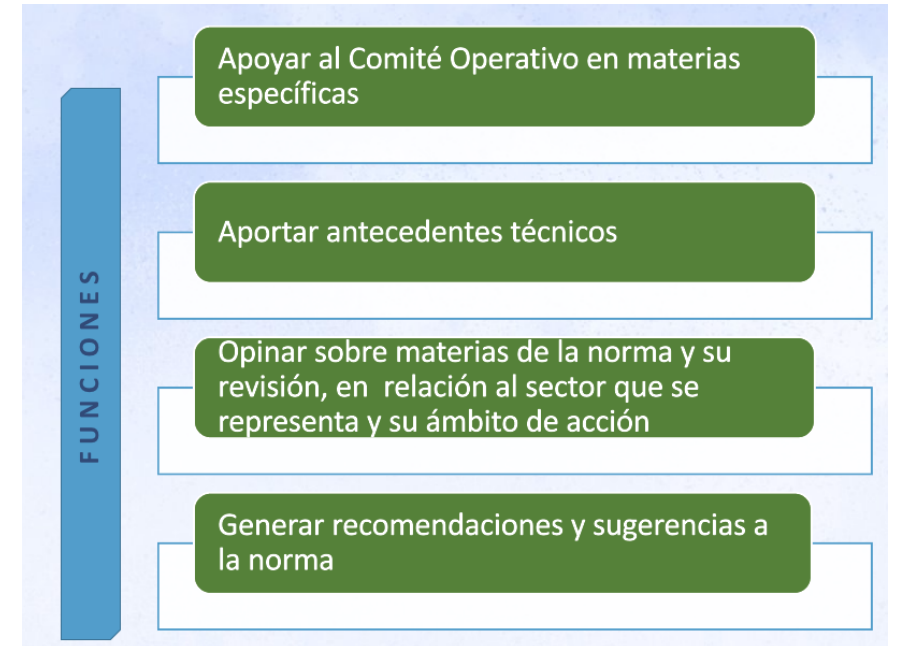 Apoyar al Comité Operativo en materias
específicas
Aportar antecedentes técnicos
FUNCIONES
Opinar sobre materias de la norma y su
revisión, en  relación al sector que se
representa y su ámbito de acción
Generar recomendaciones y sugerencias a
la norma